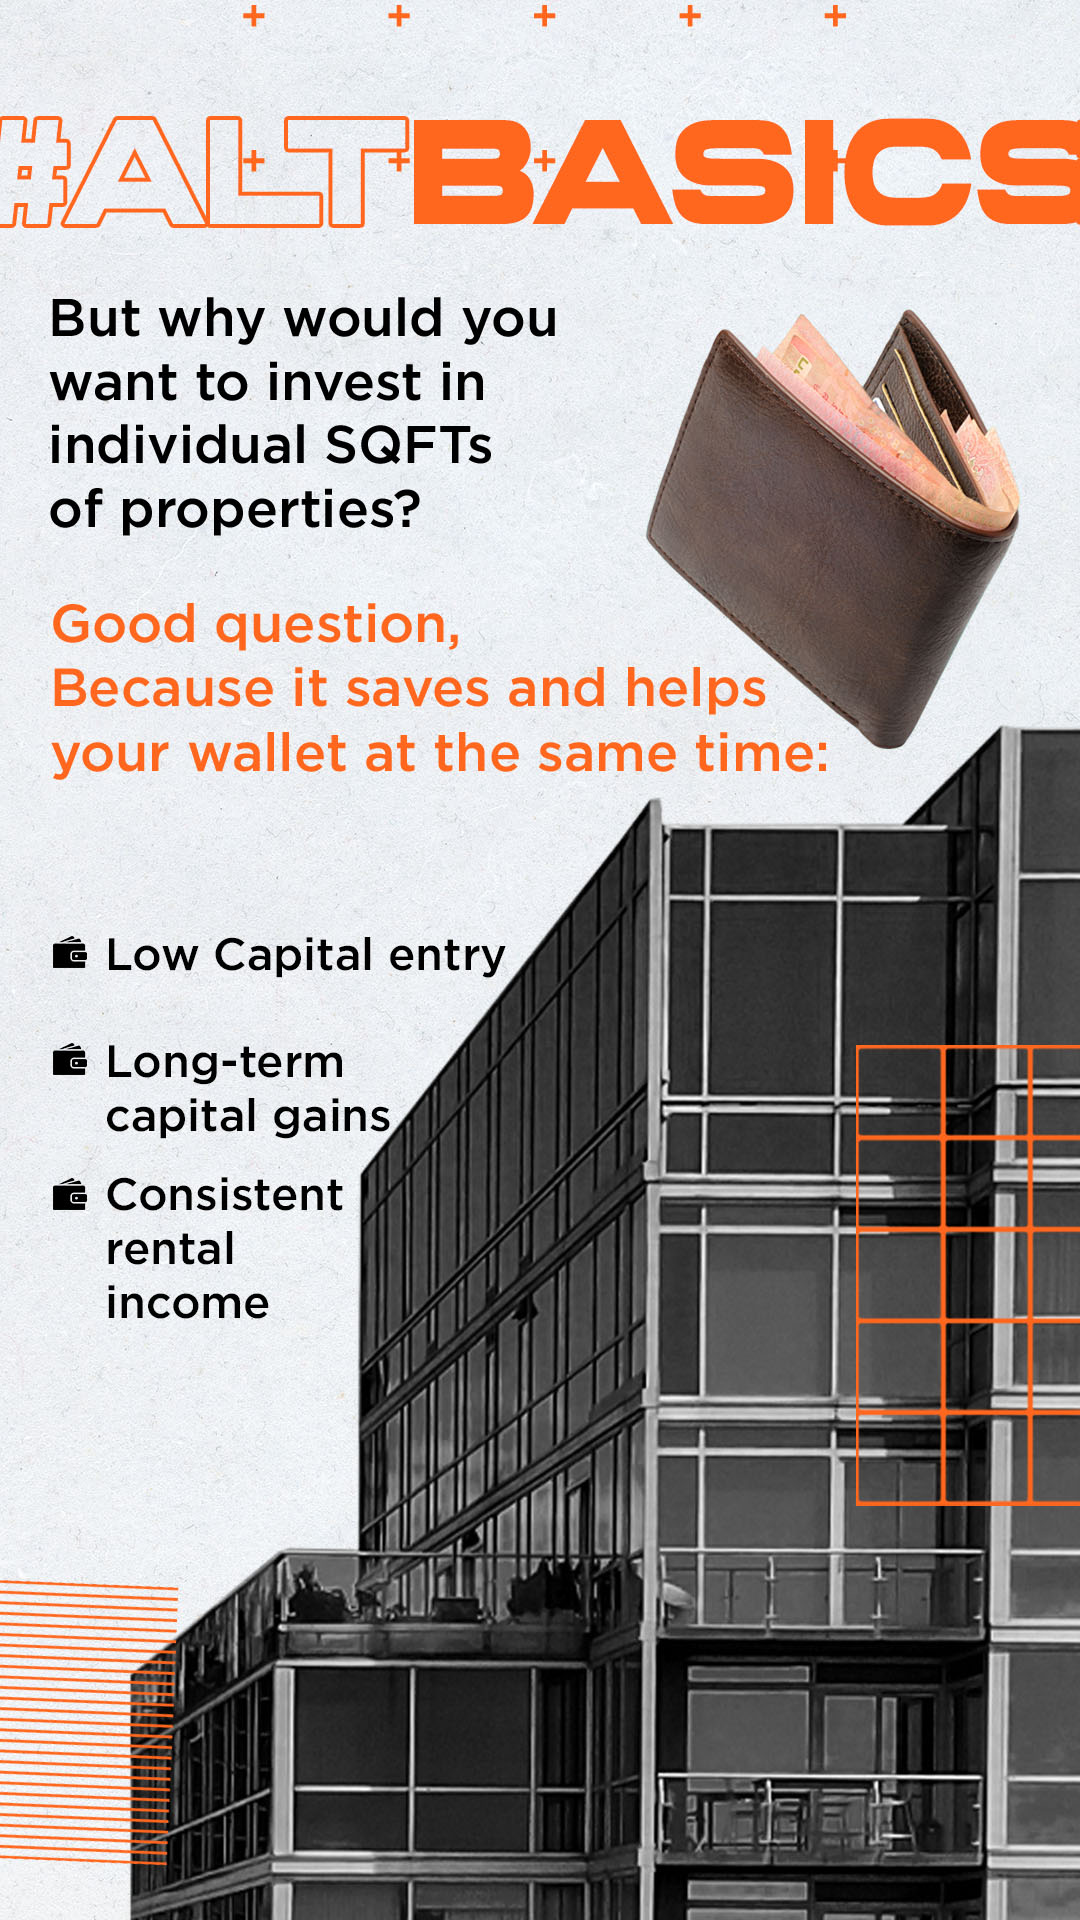 #ALTBASICS
But why would you
want to invest in
individual SQFTs
of properties?
Good question,
Because it saves and helps
your wallet at the same time:
Low Capital entry
Long-term
capital gains
Consistent
rental
income